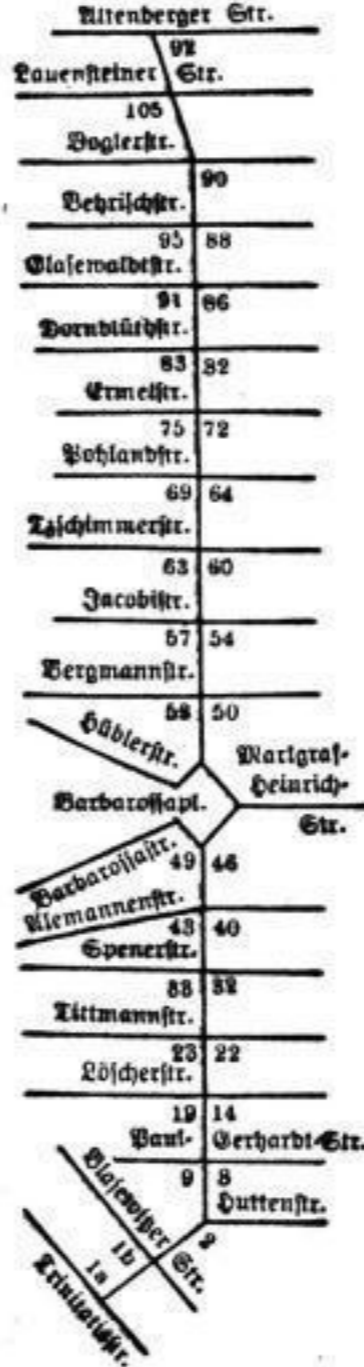 Altenberger Str.
92
Lauensteiner Str.
105
Voglerstr.
90
Behrischstr.
95 88
Glasewaldtstr.
91 86
Dornblüthstr.
83 82
Ermelstr.
75 72
Pohlandstr.
69 64
Tzschimmerstr.
63 60
Jacobistr.
57 54
Bergmannstr.
50
Hüblerstr.
Markgraf-
Heinrich-
Barbarossapl.
Str.
Barbarossastr.
49 46
Alemannenstr.
43 40
Spenerstr.
33 32
Tittmannstr.
23 22
Löscherstr.
19 14
Paul-Gerhardt-Str.
9 8
Huttenstr.
2
Blasewitzer Str.
1b
1a
Trinitatisstr.